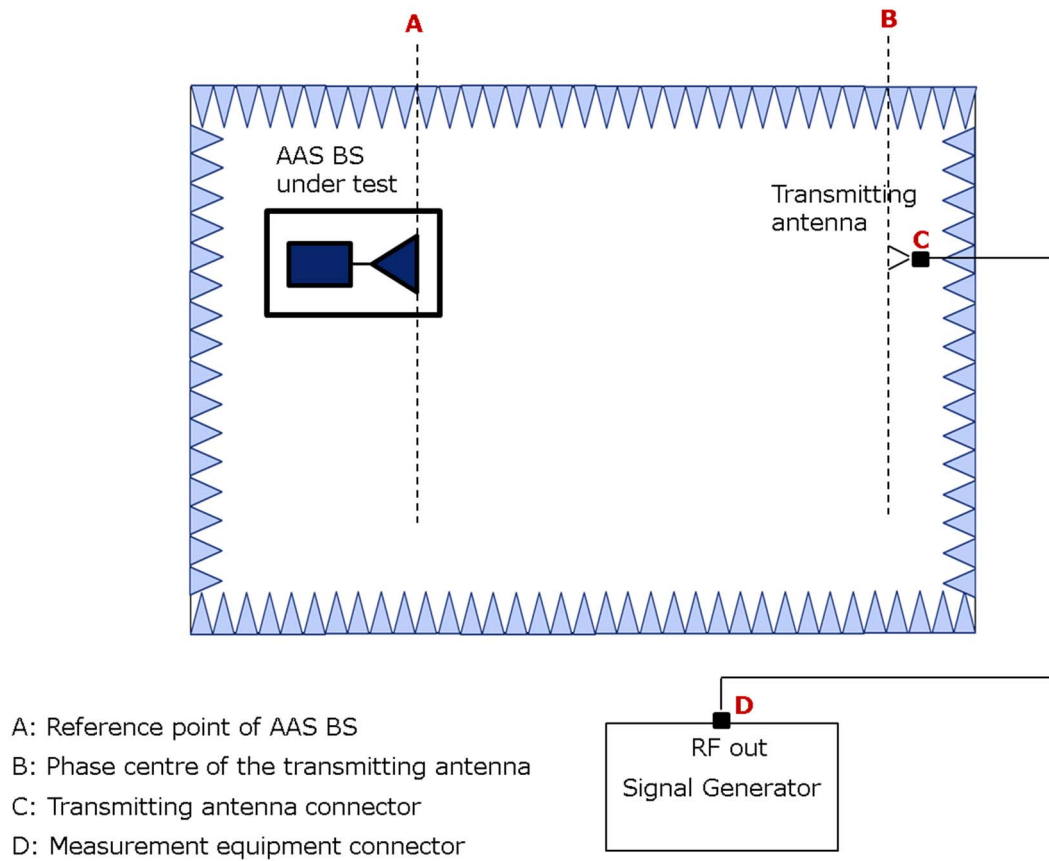 A
B
AAS BS
under test
Transmitting
antenna
C
D
RF out
Signal Generator
A: Reference point of AAS BS
B: Phase centre of the transmitting antenna
C: Transmitting antenna connector
D: Measurement equipment connector